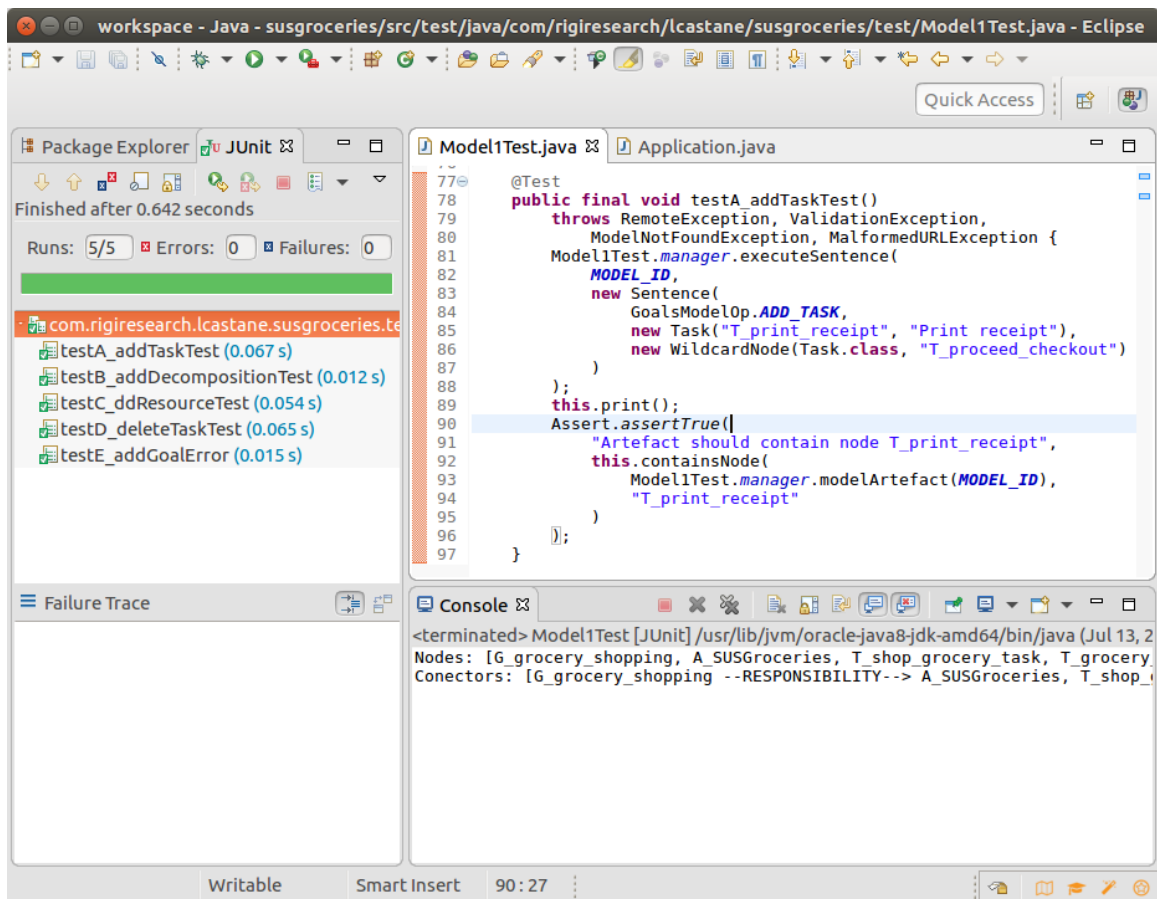 workspace - Java - susgroceries/src/test/java/com/rigiresearch/lcastane/susgroceries/test/Model1Test.java - Eclipse
Quick Access
Package Explorer JUnit
Finished after 0.642 seconds
Runs: 5/5 Errors: 0 Failures: 0
com.rigiresearch.lcastane.susgroceries.te
testA_addTaskTest (0.067 s)
testB_addDecompositionTest (0.012 s)
testC_ddResourceTest (0.054 s)
testD_deleteTaskTest (0.065 s)
testE_addGoalError (0.015 s)
Failure Trace
Model1Test.java Application.java
77 @Test
78 public final void testA_addTaskTest()
79 throws RemoteException, ValidationException,
80 ModelNotFoundException, MalformedURLException {
81 Model1Test.manager.executeSentence(
82 MODEL_ID,
83 new Sentence(
84 GoalsModelOp.ADD_TASK,
85 new Task("T_print_receipt", "Print receipt"),
86 new WildcardNode(Task.class, "T_proceed_checkout")
87 )
88 );
89 this.print();
90 Assert.assertTrue(
91 "Artefact should contain node T_print_receipt",
92 this.containsNode(
93 Model1Test.manager.modelArtefact(MODEL_ID),
94 "T_print_receipt"
95 )
96 );
97 }
Console
<terminated> Model1Test [JUnit] /usr/lib/jvm/oracle-java8-jdk-amd64/bin/java (Jul 13, 2
Nodes: [G_grocery_shopping, A_SUSGroceries, T_shop_grocery_task, T_grocery_
Conectors: [G_grocery_shopping --RESPONSIBILITY--> A_SUSGroceries, T_shop_
Writable Smart Insert 90 : 27